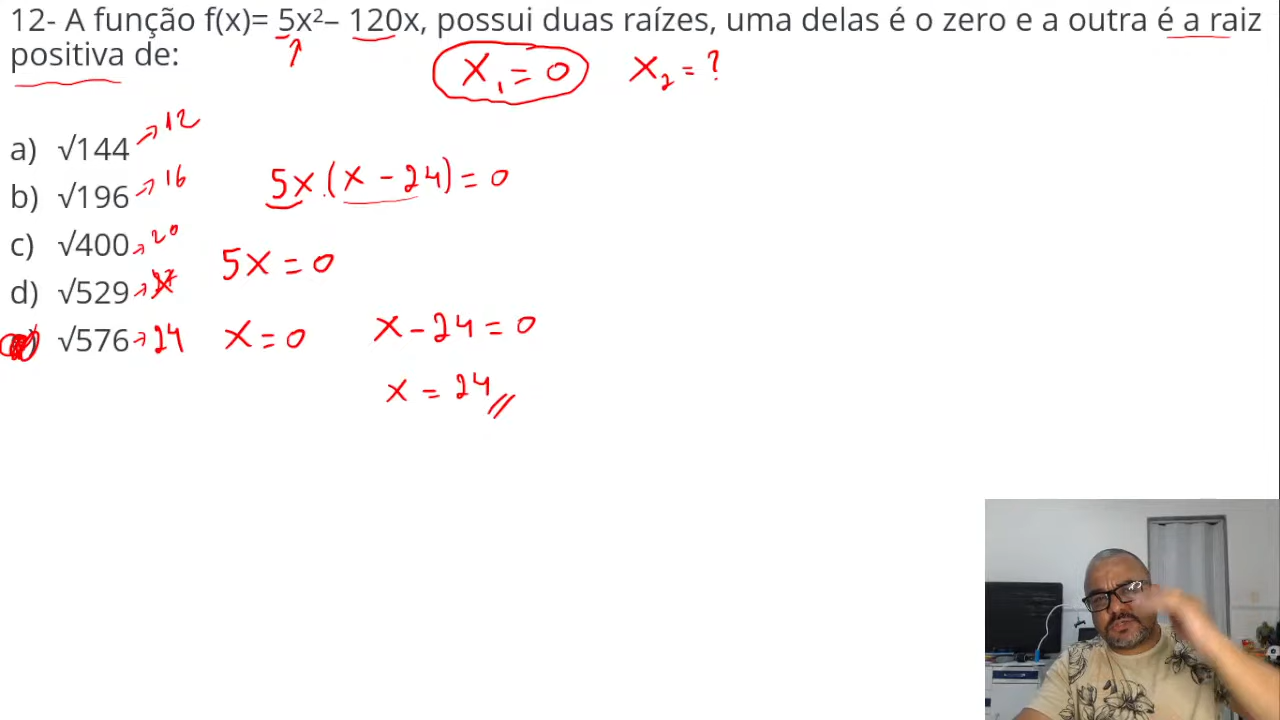 12- A função f(x)= 5x²– 120x, possui duas raízes, uma delas é o zero e a outra é a raiz
positiva de:
x₁ = 0 x₂ = ?
a) √144 → 12
b) √196 → 16
5x.(x - 24) = 0
c) √400 → 20
5x = 0
d) √529 →
√576 → 24
x = 0
x - 24 = 0
x = 24